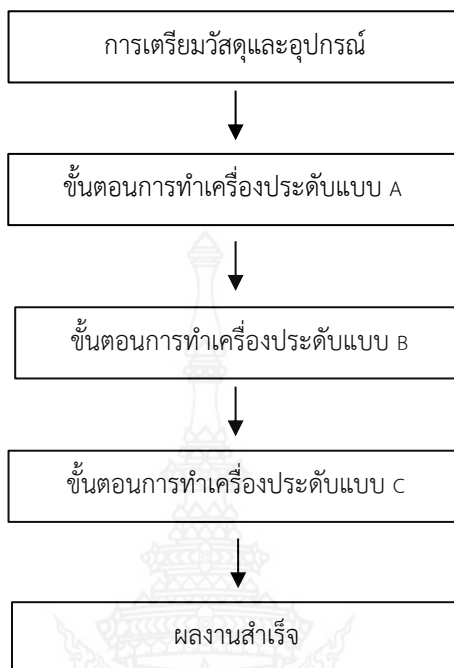 การเตรียมวัสดุและอุปกรณ์
ขั้นตอนการทำเครื่องประดับแบบ A
ขั้นตอนการทำเครื่องประดับแบบ B
ขั้นตอนการทำเครื่องประดับแบบ C
ผลงานสำเร็จ